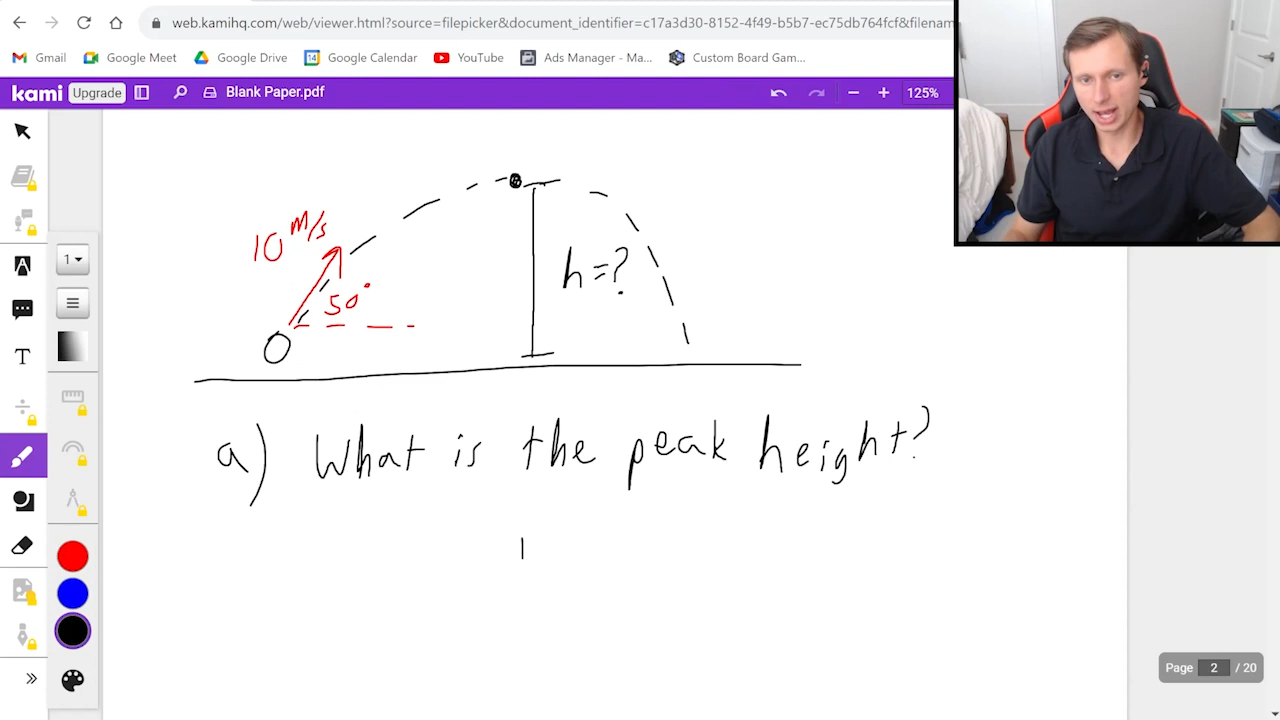 web.kamihq.com/web/viewer.html?source=filepicker&document_identifier=c17a3d30-8152-4f49-b5b7-ec75db764fcf&filenam
Gmail Google Meet Google Drive 14 Google Calendar YouTube Ads Manager - Ma... Custom Board Gam...
kami Upgrade Blank Paper.pdf 125%
1
A
T
10 m/s
50°
h=?
a) What is the peak height?
Page 2 / 20